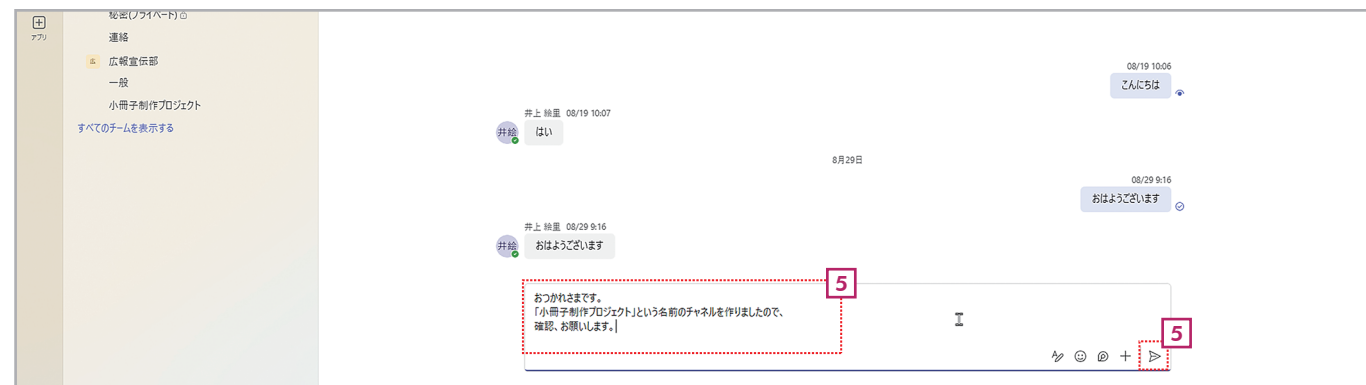 秘密(プライベート)
アプリ
連絡
広 広報宣伝部
一般
小冊子制作プロジェクト
すべてのチームを表示する
08/19 10:06
こんにちは
井上 絵里 08/19 10:07
井絵 はい
8月29日
08/29 9:16
おはようございます
井上 絵里 08/29 9:16
井絵 おはようございます
5
おつかれさまです。
「小冊子制作プロジェクト」という名前のチャネルを作りましたので、
確認、お願いします。
5